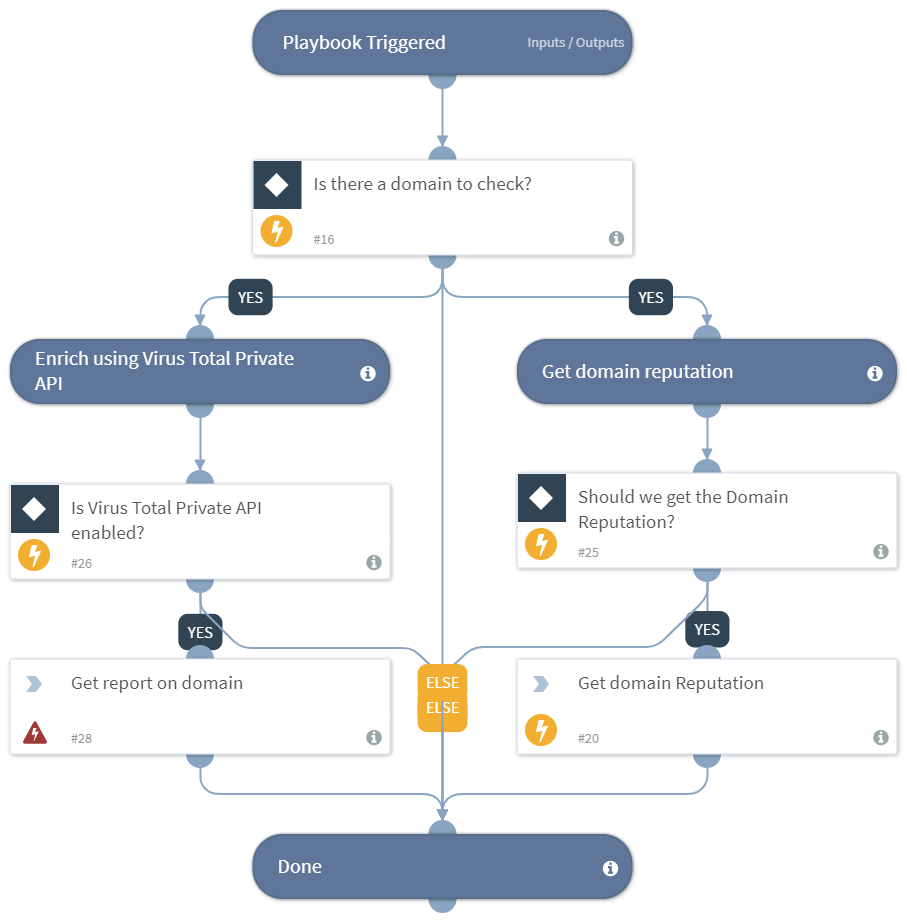 Playbook Triggered
Inputs / Outputs
Is there a domain to check?
#16
YES
YES
Enrich using Virus Total Private
API
Get domain reputation
Is Virus Total Private API
enabled?
#26
Should we get the Domain
Reputation?
#25
YES
YES
Get report on domain
#28
ELSE
ELSE
Get domain Reputation
#20
Done